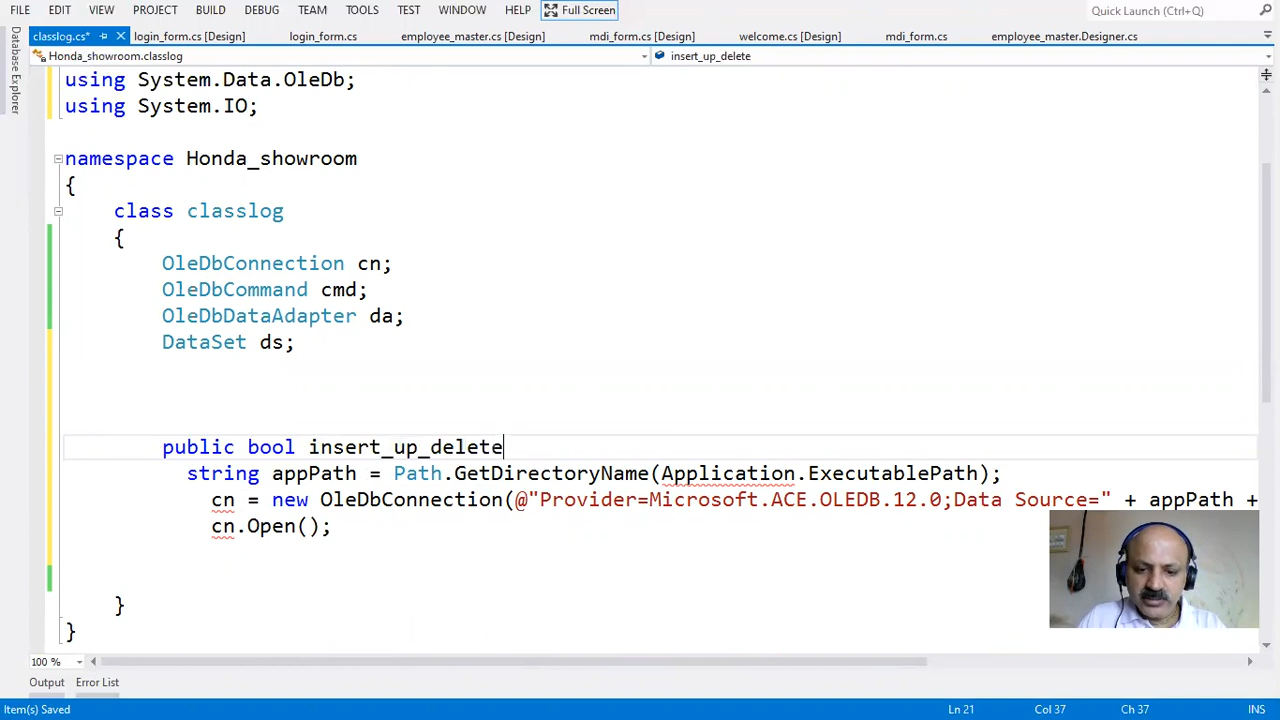 FILE EDIT VIEW PROJECT BUILD DEBUG TEAM TOOLS TEST WINDOW HELP Full Screen Quick Launch (Ctrl+Q)
classlog.cs* login_form.cs [Design] login_form.cs employee_master.cs [Design] mdi_form.cs [Design] welcome.cs [Design] mdi_form.cs employee_master.Designer.cs
Database Explorer
Honda_showroom.classlog insert_up_delete
using System.Data.OleDb;
using System.IO;
namespace Honda_showroom
{
class classlog
{
OleDbConnection cn;
OleDbCommand cmd;
OleDbDataAdapter da;
DataSet ds;
public bool insert_up_delete
string appPath = Path.GetDirectoryName(Application.ExecutablePath);
cn = new OleDbConnection(@"Provider=Microsoft.ACE.OLEDB.12.0;Data Source=" + appPath +
cn.Open();
}
}
100 %
Output Error List
Item(s) Saved Ln 21 Col 37 Ch 37 INS